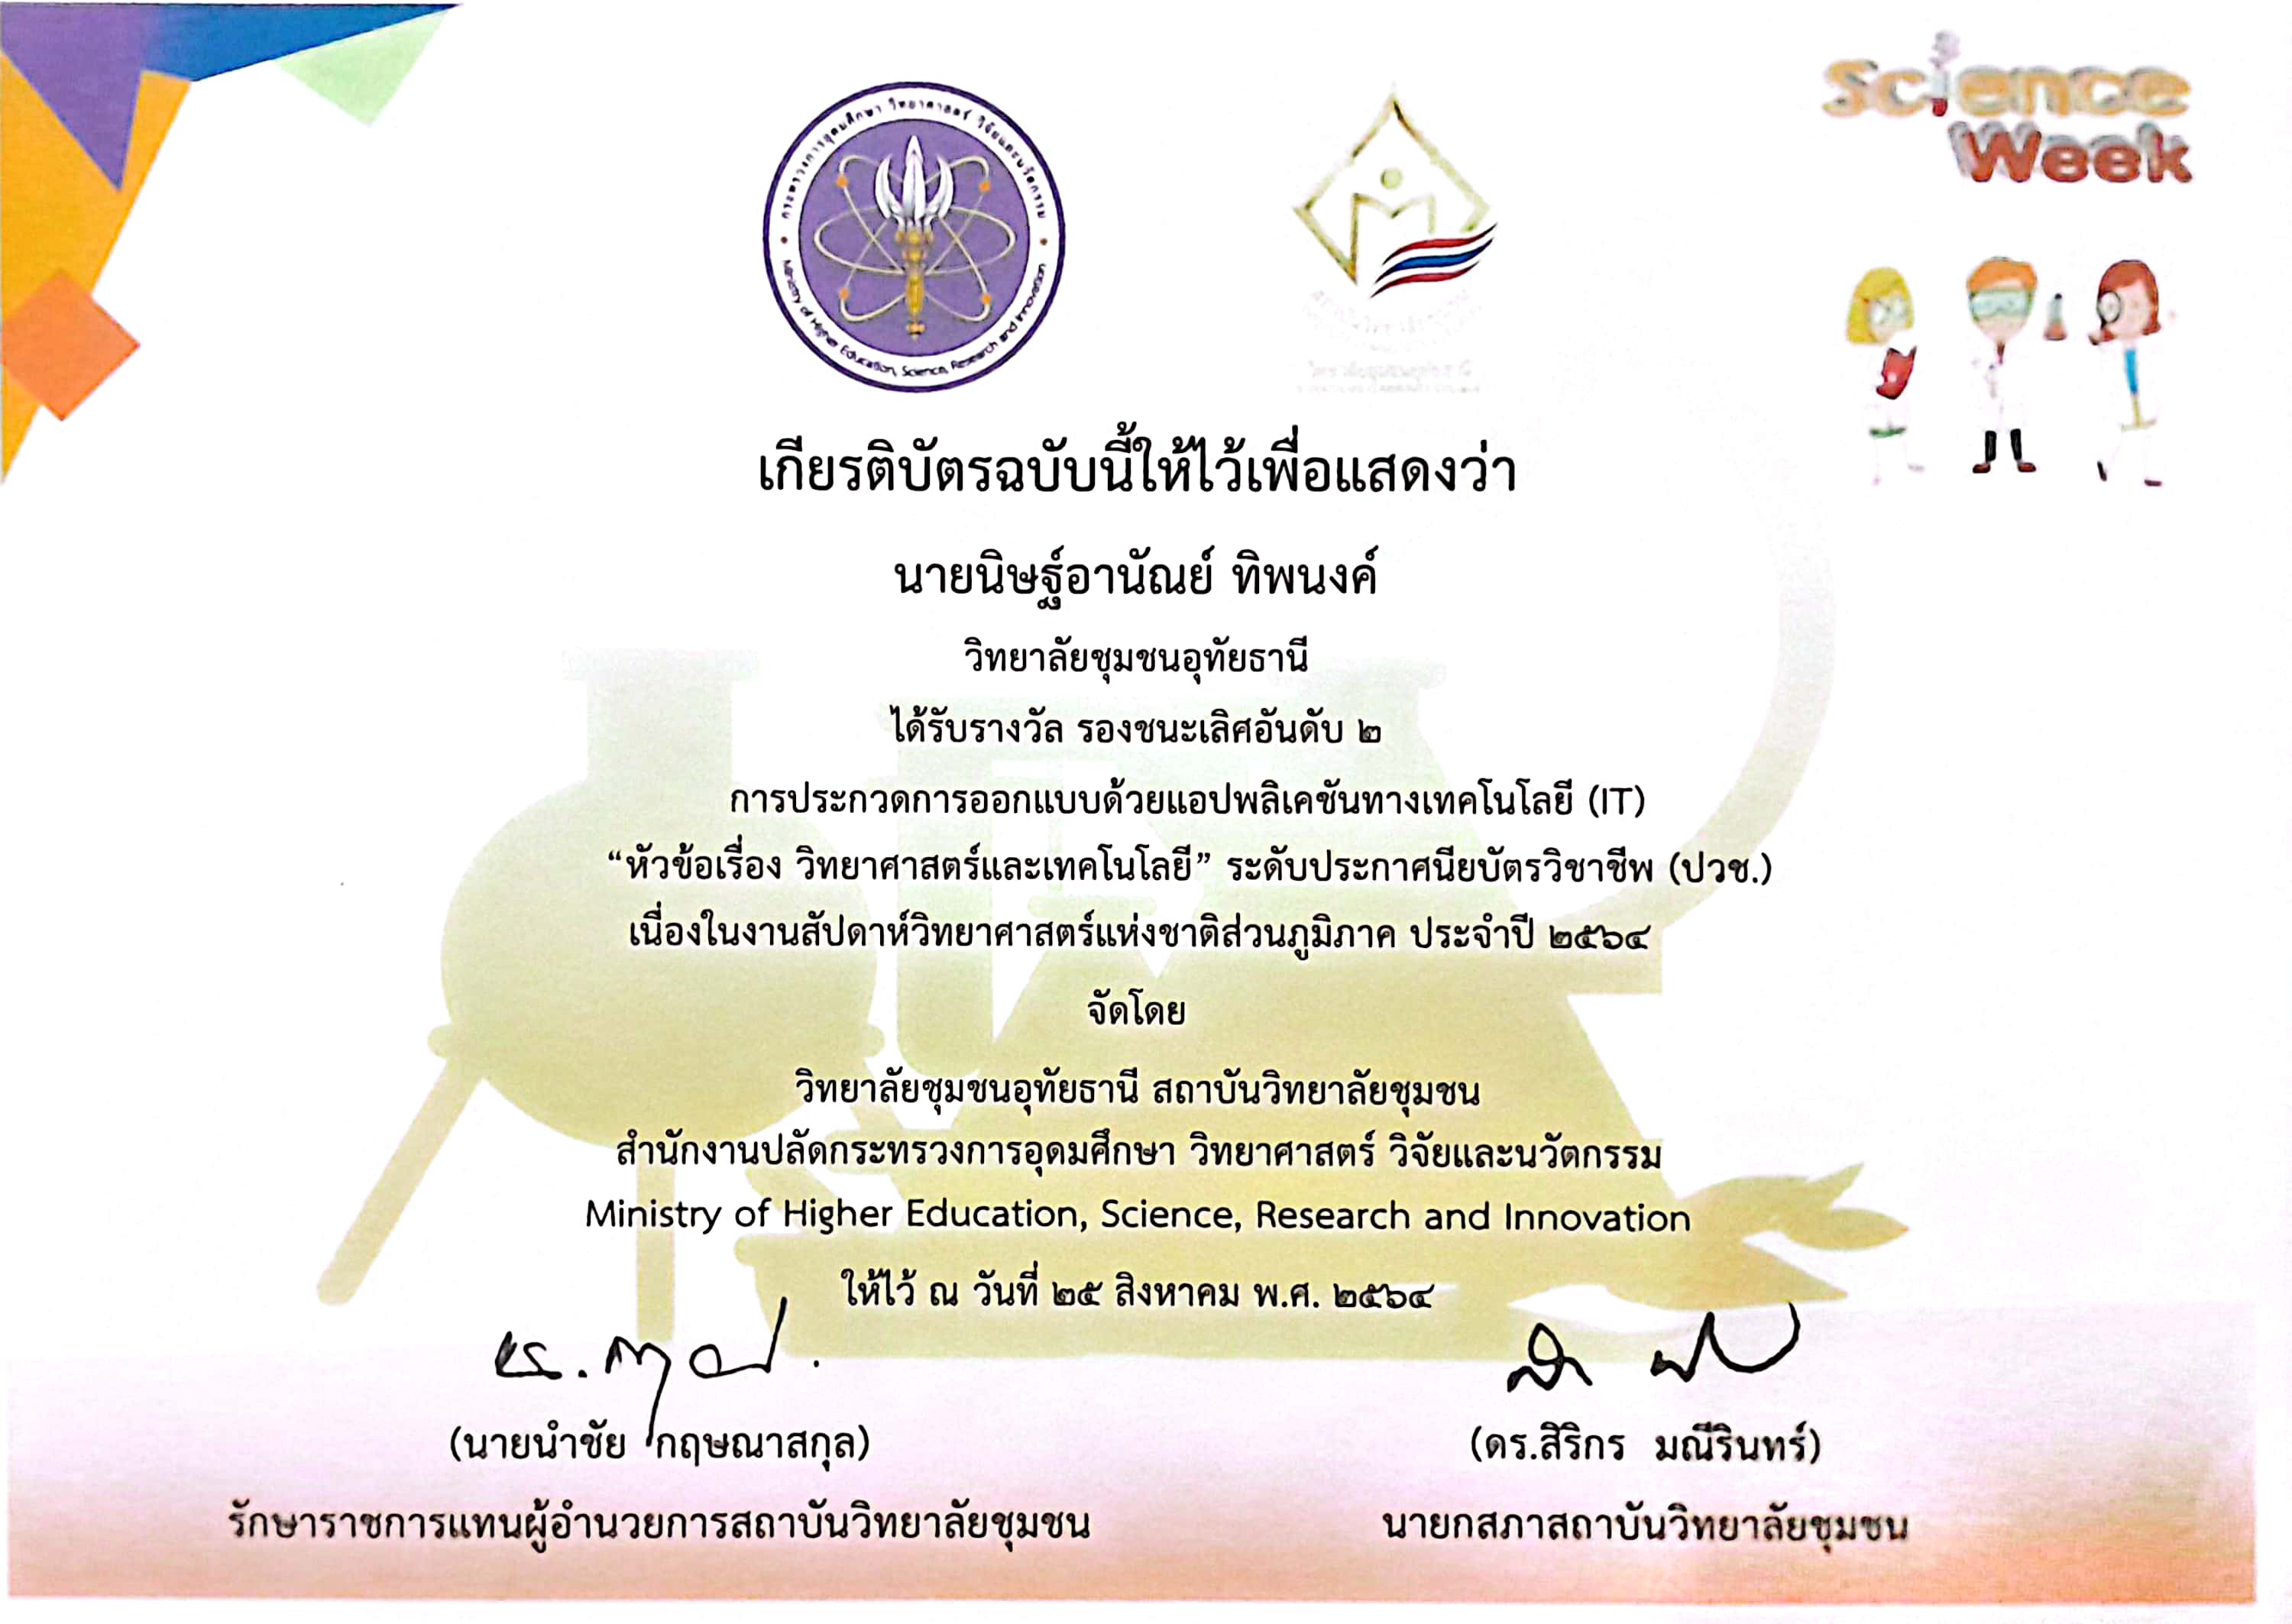 Science
Week
กระทรวงการอุดมศึกษา วิทยาศาสตร์ วิจัยและนวัตกรรม
Ministry of Higher Education, Science, Research and Innovation
เกียรติบัตรฉบับนี้ให้ไว้เพื่อแสดงว่า
นายนิษฐ์อานัณย์ ทิพนงค์
วิทยาลัยชุมชนอุทัยธานี
ได้รับรางวัล รองชนะเลิศอันดับ ๒
การประกวดการออกแบบด้วยแอปพลิเคชันทางเทคโนโลยี (IT)
“หัวข้อเรื่อง วิทยาศาสตร์และเทคโนโลยี” ระดับประกาศนียบัตรวิชาชีพ (ปวช.)
เนื่องในงานสัปดาห์วิทยาศาสตร์แห่งชาติส่วนภูมิภาค ประจำปี ๒๕๖๔
จัดโดย
วิทยาลัยชุมชนอุทัยธานี สถาบันวิทยาลัยชุมชน
สำนักงานปลัดกระทรวงการอุดมศึกษา วิทยาศาสตร์ วิจัยและนวัตกรรม
Ministry of Higher Education, Science, Research and Innovation
ให้ไว้ ณ วันที่ ๒๕ สิงหาคม พ.ศ. ๒๕๖๔
(นายนำชัย กฤษณาสกุล) (ดร.สิริกร มณีรินทร์)
รักษาราชการแทนผู้อำนวยการสถาบันวิทยาลัยชุมชน นายกสภาสถาบันวิทยาลัยชุมชน